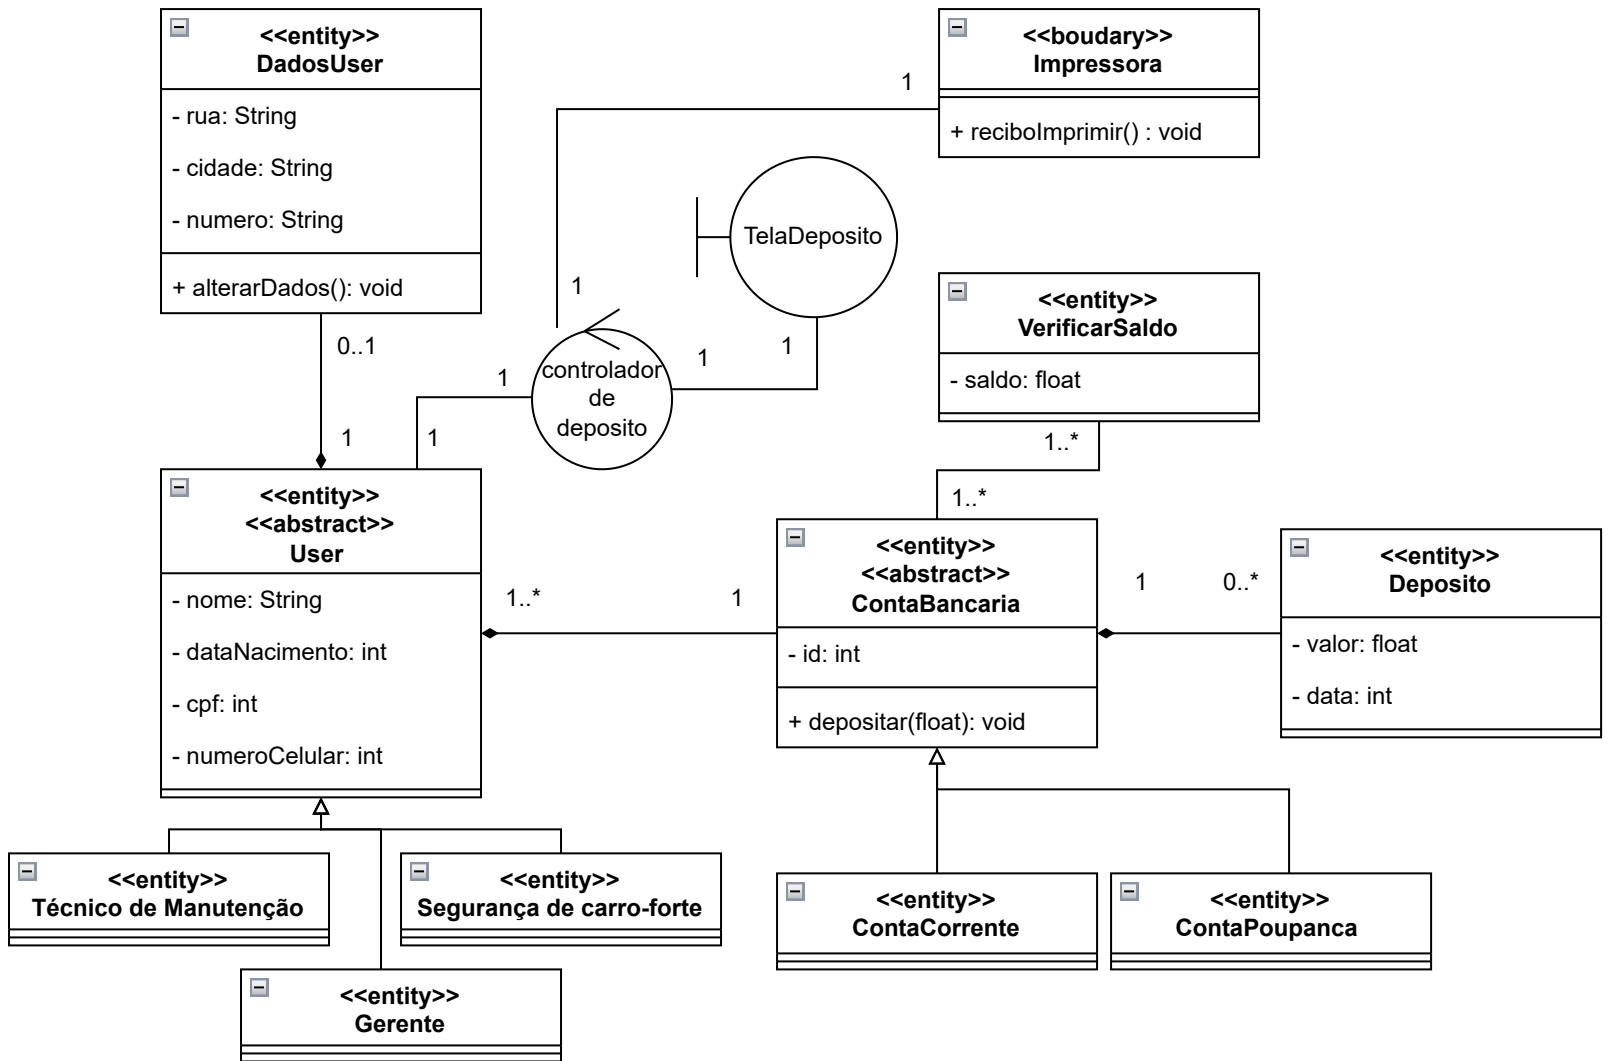 <<entity>>
DadosUser
- rua: String
- cidade: String
- numero: String
+ alterarDados(): void
<<boudary>>
Impressora
+ reciboImprimir() : void
1
1
TelaDeposito
1
1
controlador
de
deposito
1
1
0..1
1
<<entity>>
VerificarSaldo
- saldo: float
1..*
1..*
<<entity>>
<<abstract>>
User
- nome: String
- dataNacimento: int
- cpf: int
- numeroCelular: int
1..*
1
<<entity>>
<<abstract>>
ContaBancaria
- id: int
+ depositar(float): void
1
0..*
<<entity>>
Deposito
- valor: float
- data: int
<<entity>>
Técnico de Manutenção
<<entity>>
Segurança de carro-forte
<<entity>>
Gerente
<<entity>>
ContaCorrente
<<entity>>
ContaPoupanca